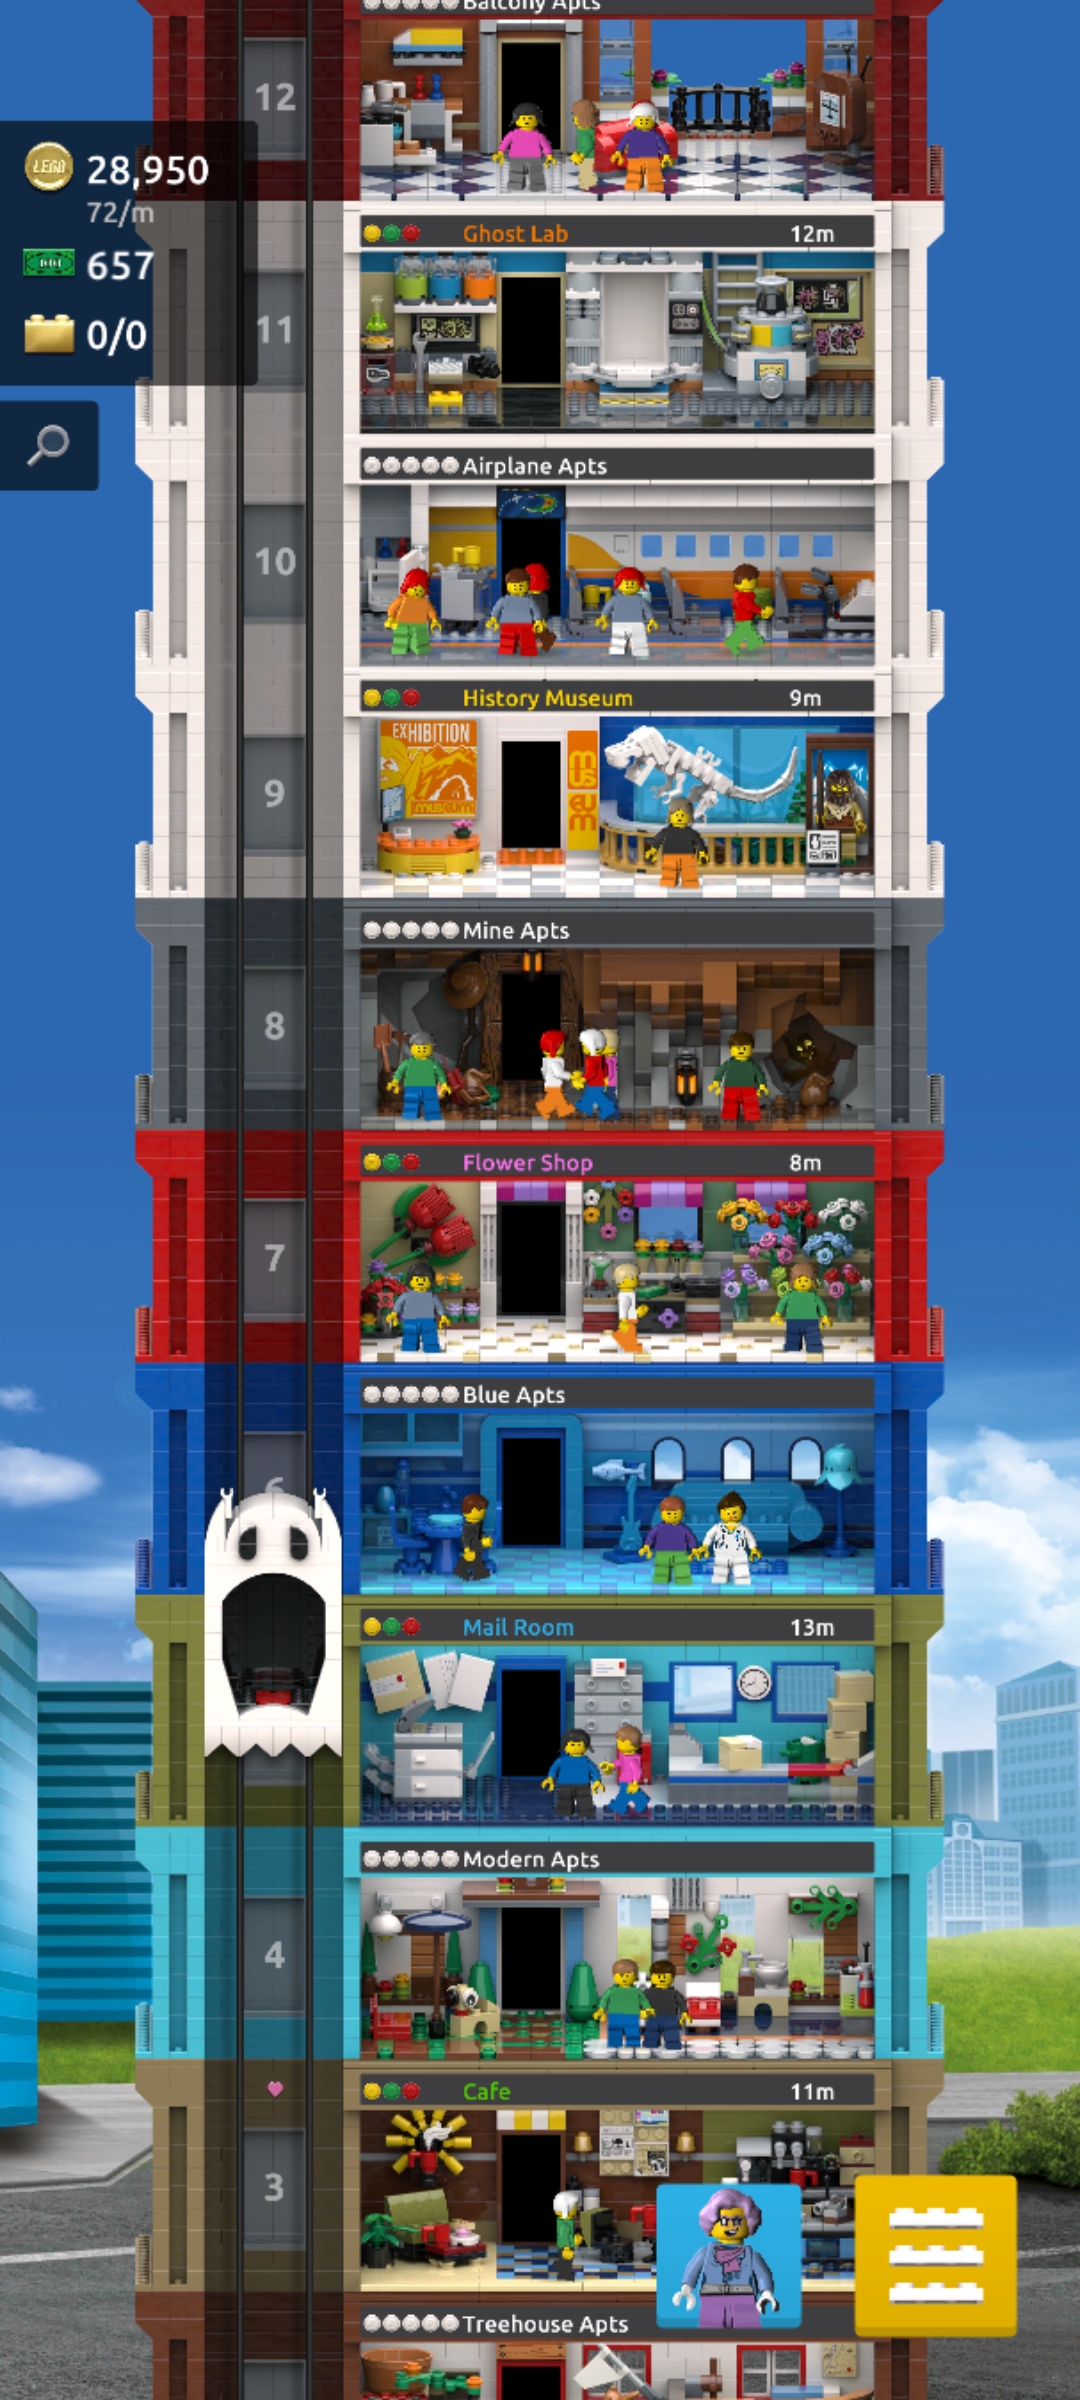 Balcony Apts
12
LEGO
28,950
72/m
657
0/0
Ghost Lab 12m
11
Airplane Apts
10
History Museum 9m
EXHIBITION
museum
mus
eum
9
Mine Apts
8
Flower Shop 8m
7
Blue Apts
6
Mail Room 13m
Modern Apts
4
Cafe 11m
3
Treehouse Apts